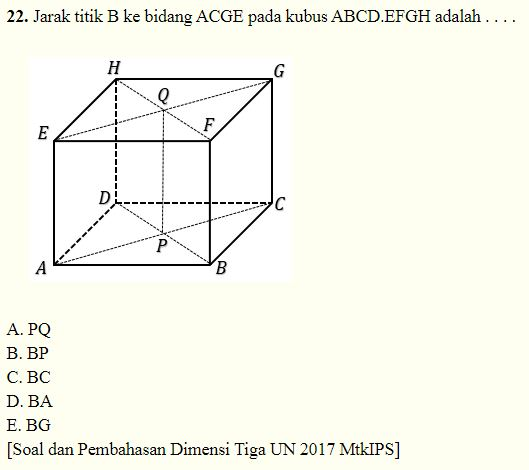 22. Jarak titik B ke bidang ACGE pada kubus ABCD.EFGH adalah . . . .
H
G
Q
E
F
D
C
P
A
B
A. PQ
B. BP
C. BC
D. BA
E. BG
[Soal dan Pembahasan Dimensi Tiga UN 2017 MtkIPS]